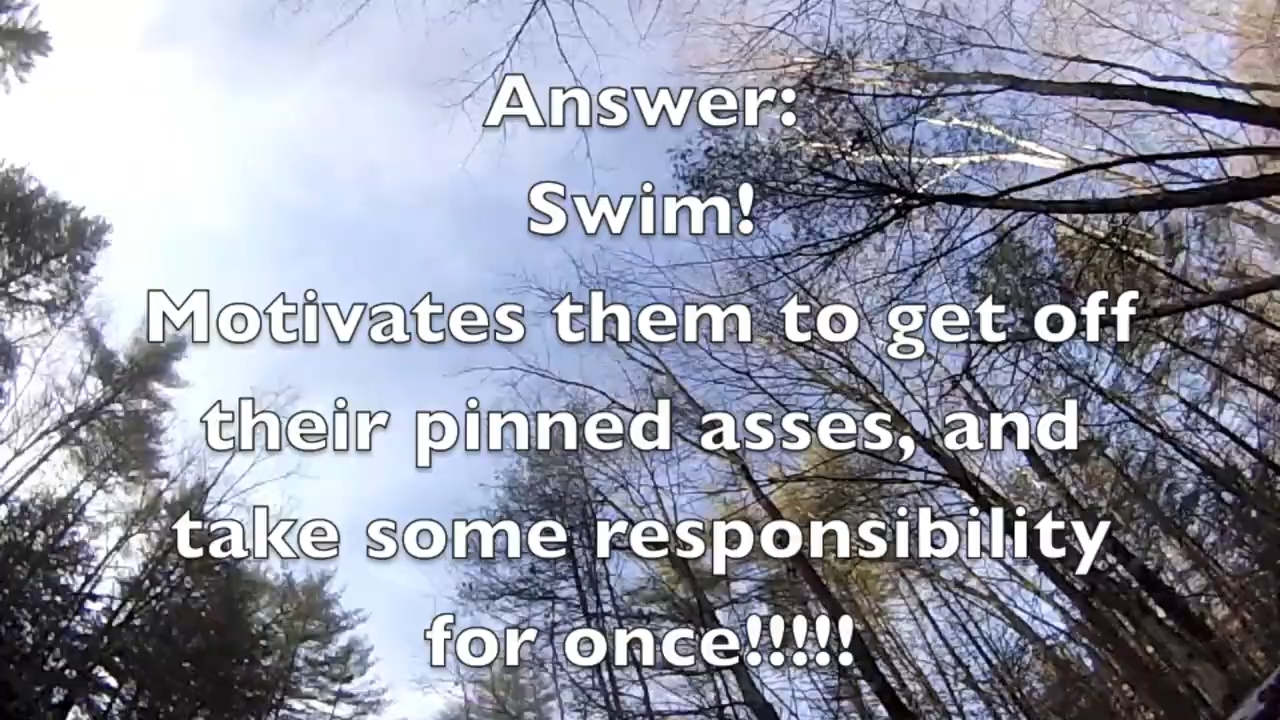 Answer:
Swim!
Motivates them to get off
their pinned asses, and
take some responsibility
for once!!!!!